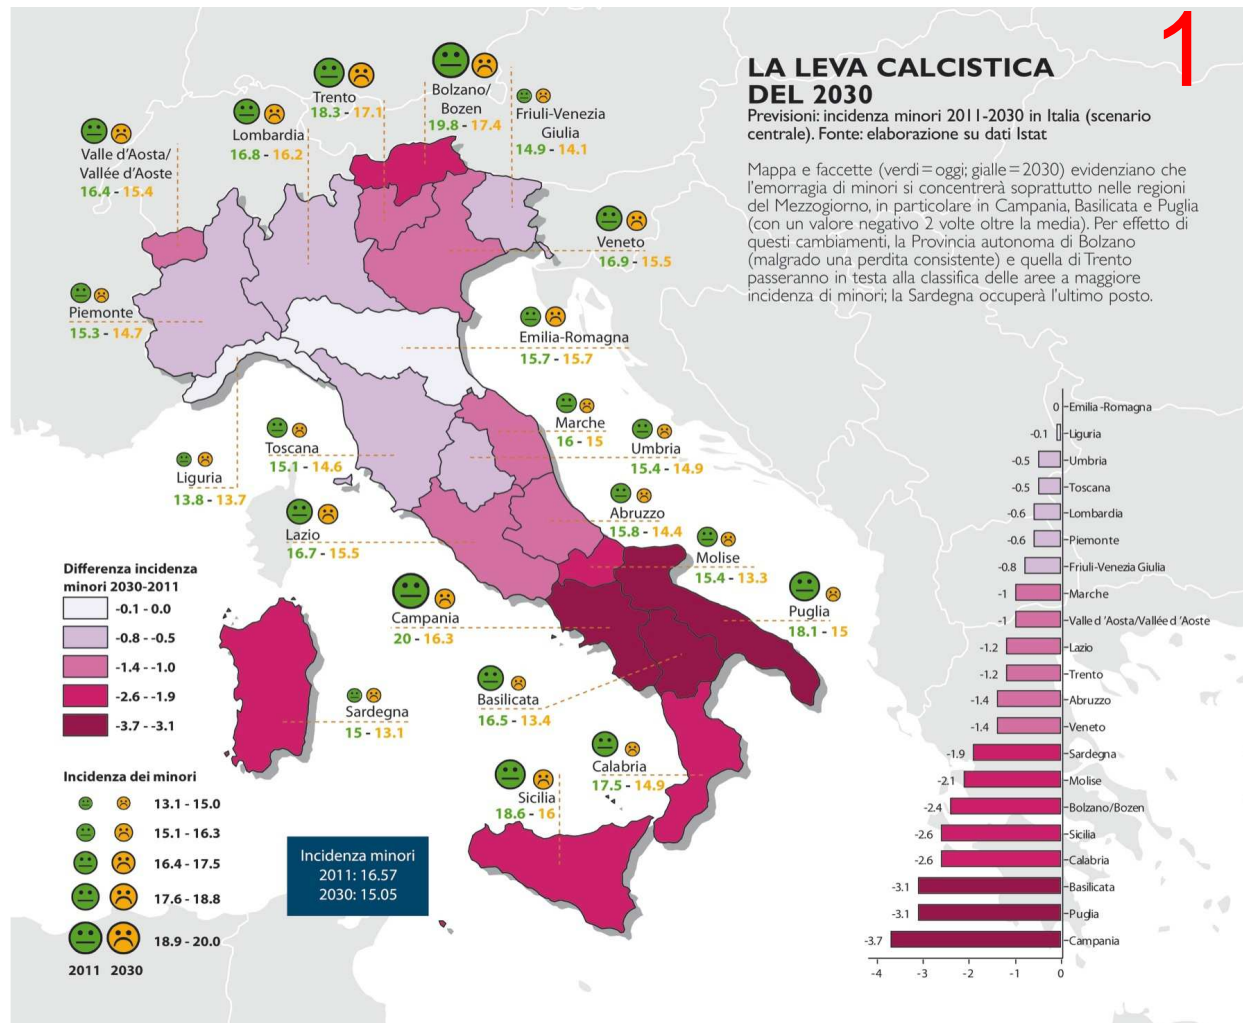 1
LA LEVA CALCISTICA
DEL 2030
Previsioni: incidenza minori 2011-2030 in Italia (scenario
centrale). Fonte: elaborazione su dati Istat
Mappa e faccette (verdi=oggi; gialle=2030) evidenziano che
l'emorragia di minori si concentrerà soprattutto nelle regioni
del Mezzogiorno, in particolare in Campania, Basilicata e Puglia
(con un valore negativo 2 volte oltre la media). Per effetto di
questi cambiamenti, la Provincia autonoma di Bolzano
(malgrado una perdita consistente) e quella di Trento
passeranno in testa alla classifica delle aree a maggiore
incidenza di minori; la Sardegna occuperà l'ultimo posto.
Bolzano/
Bozen
19.8 - 17.4
Trento
18.3 - 17.1
Friuli-Venezia
Giulia
14.9 - 14.1
Lombardia
16.8 - 16.2
Valle d'Aosta/
Vallée d'Aoste
16.4 - 15.4
Veneto
16.9 - 15.5
Piemonte
15.3 - 14.7
Emilia-Romagna
15.7 - 15.7
Marche
16 - 15
Toscana
15.1 - 14.6
Umbria
15.4 - 14.9
Liguria
13.8 - 13.7
Abruzzo
15.8 - 14.4
Lazio
16.7 - 15.5
Molise
15.4 - 13.3
Campania
20 - 16.3
Puglia
18.1 - 15
Basilicata
16.5 - 13.4
Sardegna
15 - 13.1
Calabria
17.5 - 14.9
Sicilia
18.6 - 16
Differenza incidenza
minori 2030-2011
-0.1 - 0.0
-0.8 - -0.5
-1.4 - -1.0
-2.6 - -1.9
-3.7 - -3.1
Incidenza dei minori
13.1 - 15.0
15.1 - 16.3
16.4 - 17.5
17.6 - 18.8
18.9 - 20.0
2011 2030
Incidenza minori
2011: 16.57
2030: 15.05
0 Emilia -Romagna
-0.1 Liguria
-0.5 Umbria
-0.5 Toscana
-0.6 Lombardia
-0.6 Piemonte
-0.8 Friuli-Venezia Giulia
-1 Marche
-1 Valle d'Aosta/Vallée d'Aoste
-1.2 Lazio
-1.2 Trento
-1.4 Abruzzo
-1.4 Veneto
-1.9 Sardegna
-2.1 Molise
-2.4 Bolzano/Bozen
-2.6 Sicilia
-2.6 Calabria
-3.1 Basilicata
-3.1 Puglia
-3.7 Campania
-4 -3 -2 -1 0